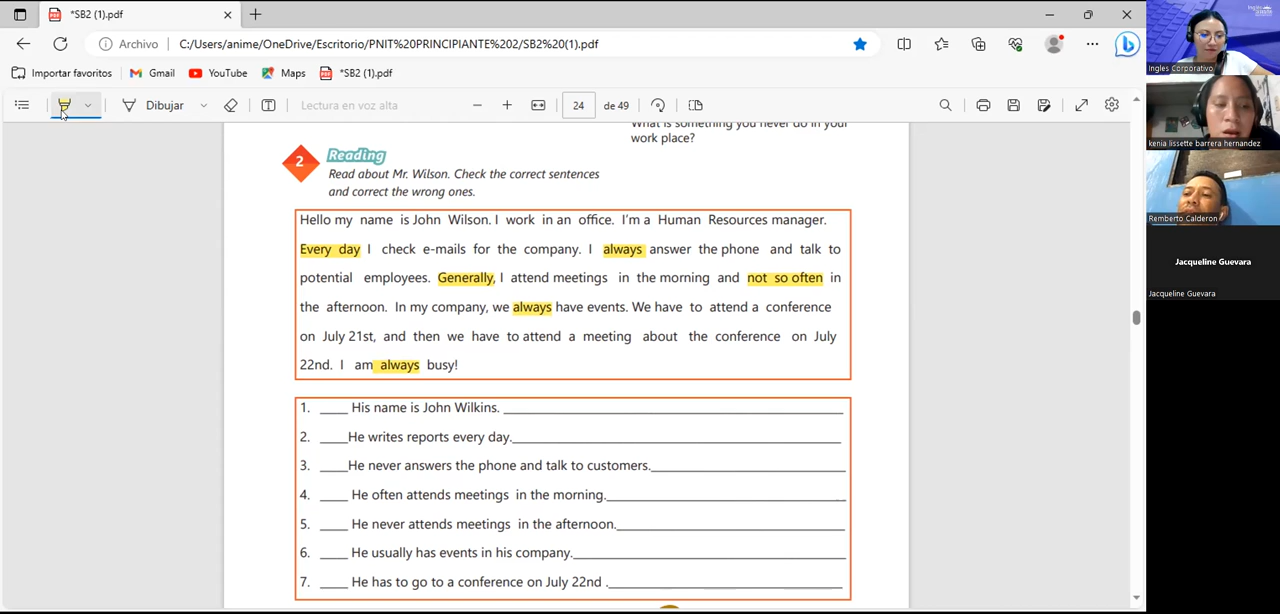 *SB2 (1).pdf
Archivo C:/Users/anime/OneDrive/Escritorio/PNIT%20PRINCIPIANTE%202/SB2%20(1).pdf
Importar favoritos Gmail YouTube Maps *SB2 (1).pdf
Dibujar Lectura en voz alta 24 de 49
What is something you never do in your
work place?
2 Reading
Read about Mr. Wilson. Check the correct sentences
and correct the wrong ones.
Hello my name is John Wilson. I work in an office. I'm a Human Resources manager.
Every day I check e-mails for the company. I always answer the phone and talk to
potential employees. Generally, I attend meetings in the morning and not so often in
the afternoon. In my company, we always have events. We have to attend a conference
on July 21st, and then we have to attend a meeting about the conference on July
22nd. I am always busy!
1. ____ His name is John Wilkins. ____
2. ____He writes reports every day.____
3. ____He never answers the phone and talk to customers.____
4. ____ He often attends meetings in the morning.____
5. ____ He never attends meetings in the afternoon.____
6. ____ He usually has events in his company.____
7. ____ He has to go to a conference on July 22nd .____
Ingles Corporativo
kenia lissette barrera hernandez
Remberto Calderon
Jacqueline Guevara
Jacqueline Guevara